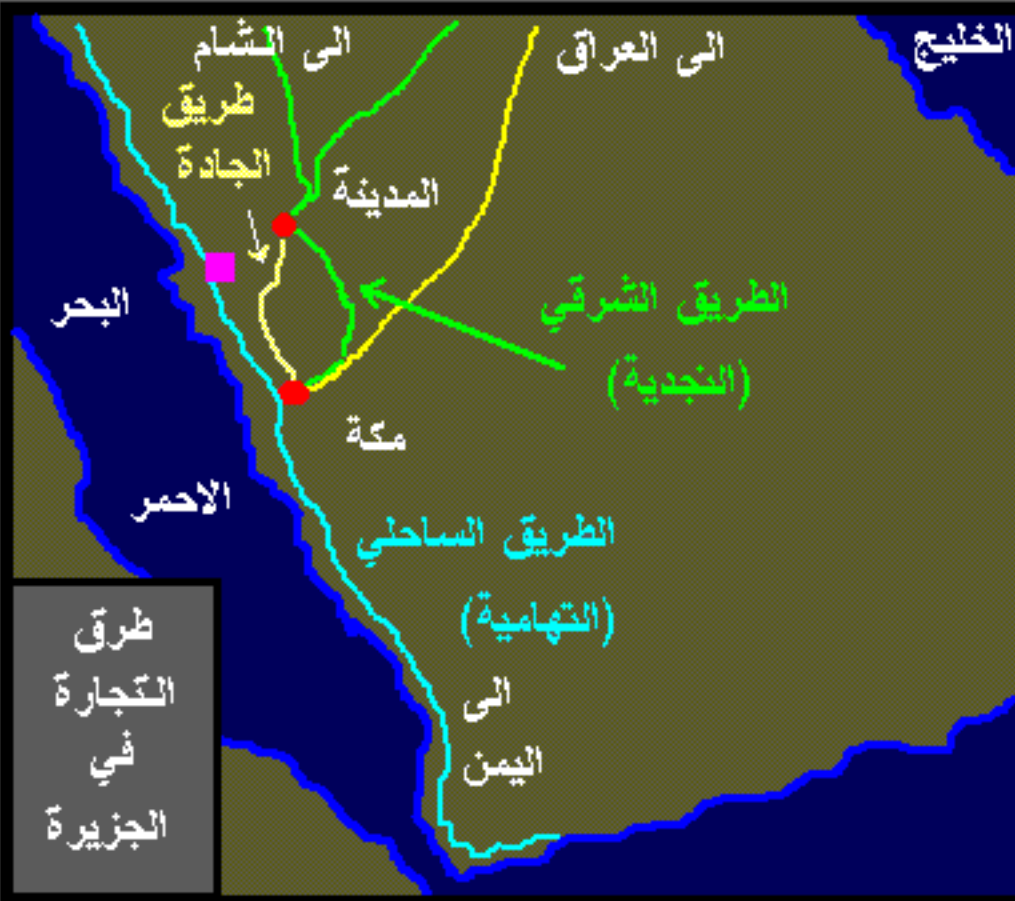 الى الشام
الى العراق
الخليج
طريق
الجادة
المدينة
الطريق الشرقي
(النجدية)
البحر
مكة
الاحمر
الطريق الساحلي
(التهامية)
الى
اليمن
طرق
التجارة
في
الجزيرة